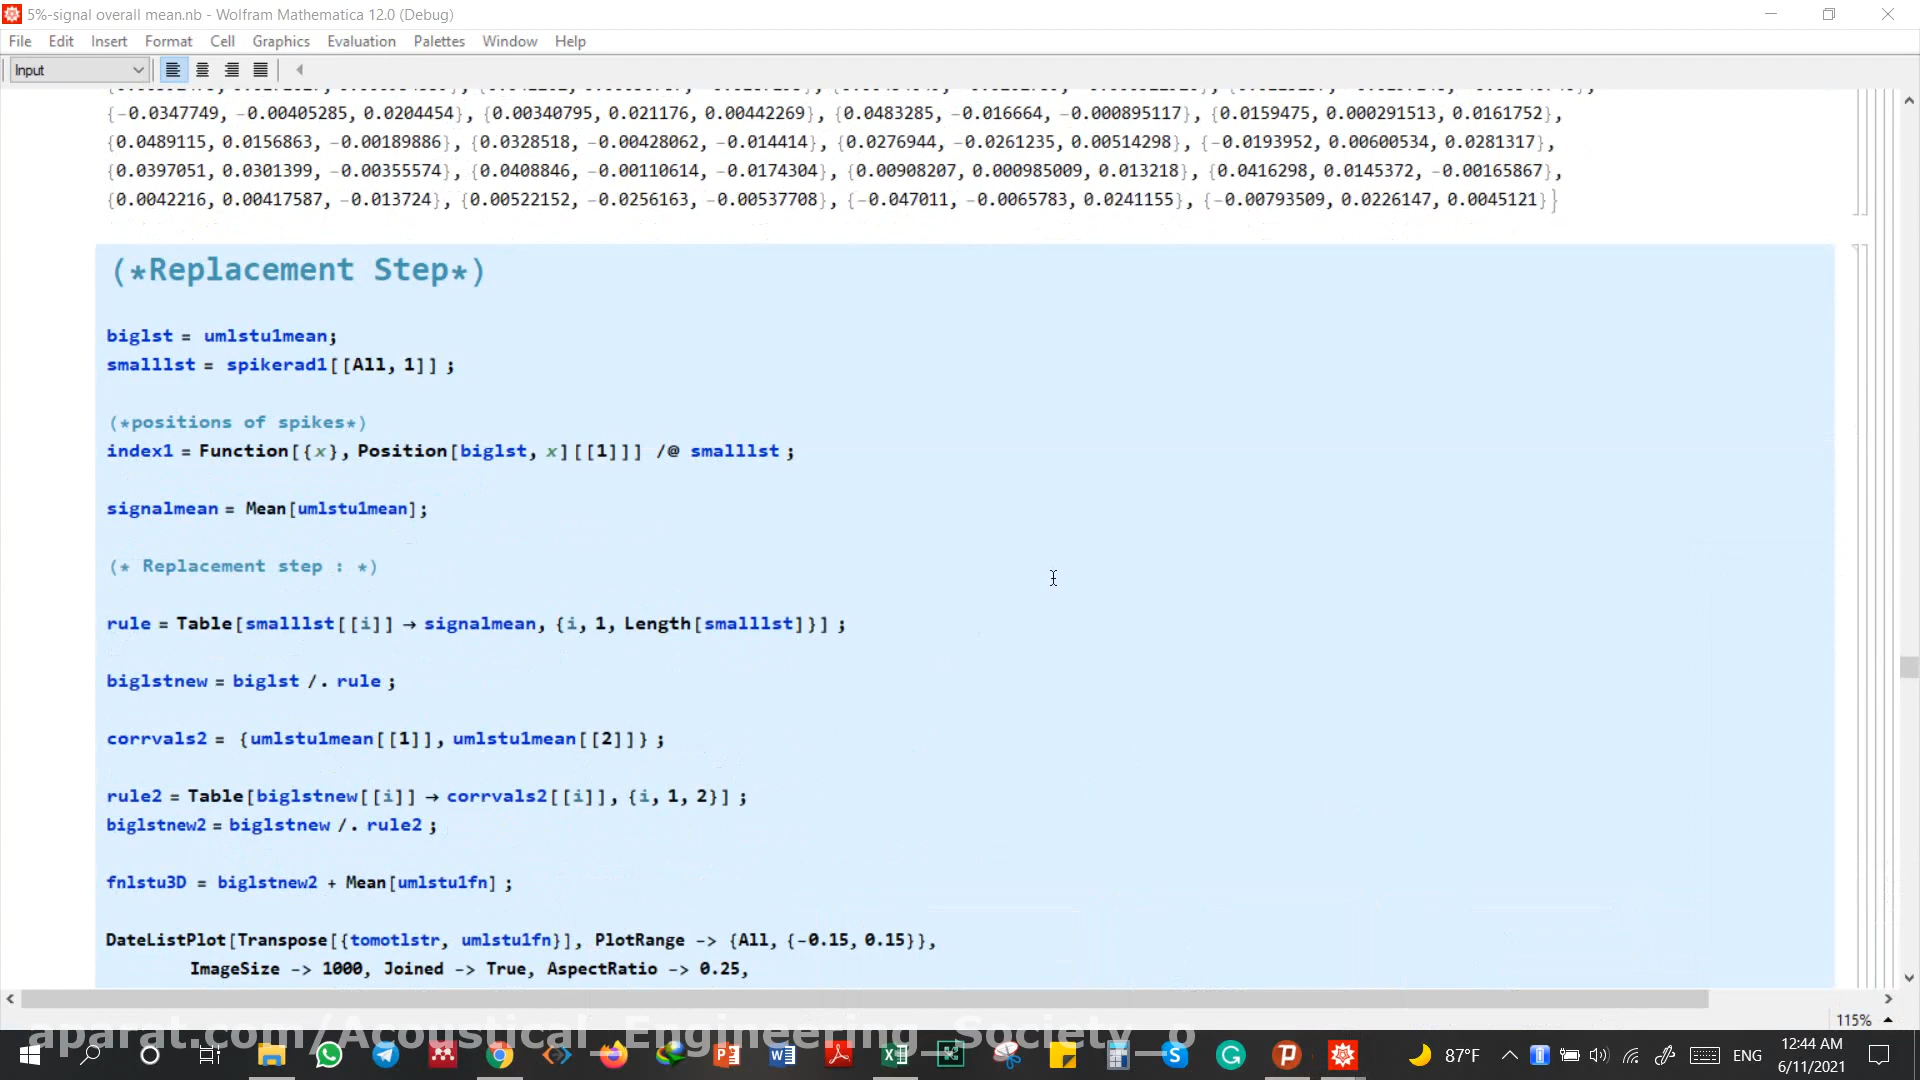 5%-signal overall mean.nb - Wolfram Mathematica 12.0 (Debug)
File Edit Insert Format Cell Graphics Evaluation Palettes Window Help
Input
{-0.0347749, -0.00405285, 0.0204454}, {0.00340795, 0.021176, 0.00442269}, {0.0483285, -0.016664, -0.000895117}, {0.0159475, 0.000291513, 0.0161752},
{0.0489115, 0.0156863, -0.00189886}, {0.0328518, -0.00428062, -0.014414}, {0.0276944, -0.0261235, 0.00514298}, {-0.0193952, 0.00600534, 0.0281317},
{0.0397051, 0.0301399, -0.00355574}, {0.0408846, -0.00110614, -0.0174304}, {0.00908207, 0.000985009, 0.013218}, {0.0416298, 0.0145372, -0.00165867},
{0.0042216, 0.00417587, -0.013724}, {0.00522152, -0.0256163, -0.00537708}, {-0.047011, -0.0065783, 0.0241155}, {-0.00793509, 0.0226147, 0.0045121}}
(*Replacement Step*)
biglst = umlstu1mean;
smalllst = spikerad1[[All, 1]] ;
(*positions of spikes*)
index1 = Function[{x}, Position[biglst, x][[1]]] /@ smalllst ;
signalmean = Mean[umlstu1mean];
(* Replacement step : *)
rule = Table[smalllst[[i]] → signalmean, {i, 1, Length[smalllst]}] ;
biglstnew = biglst /. rule ;
corrvals2 = {umlstu1mean[[1]], umlstu1mean[[2]]} ;
rule2 = Table[biglstnew[[i]] → corrvals2[[i]], {i, 1, 2}] ;
biglstnew2 = biglstnew /. rule2 ;
fnlstu3D = biglstnew2 + Mean[umlstu1fn] ;
DateListPlot[Transpose[{tomotlstr, umlstu1fn}], PlotRange -> {All, {-0.15, 0.15}},
ImageSize -> 1000, Joined -> True, AspectRatio -> 0.25,
115%
aparat.com/Acoustical_Engineering_Society_o
87°F ENG 12:44 AM
6/11/2021